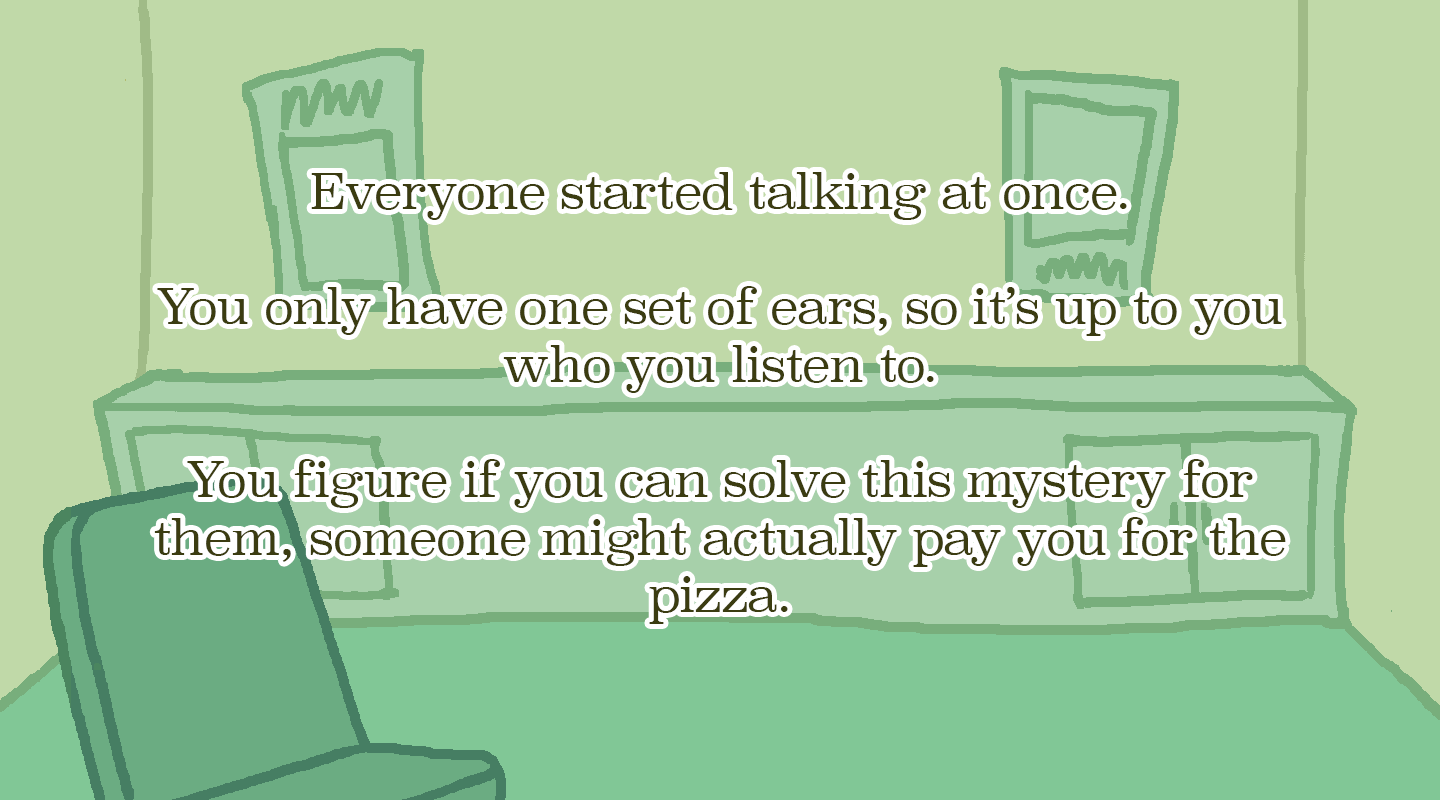 Everyone started talking at once.
You only have one set of ears, so it’s up to you
who you listen to.
You figure if you can solve this mystery for
them, someone might actually pay you for the
pizza.